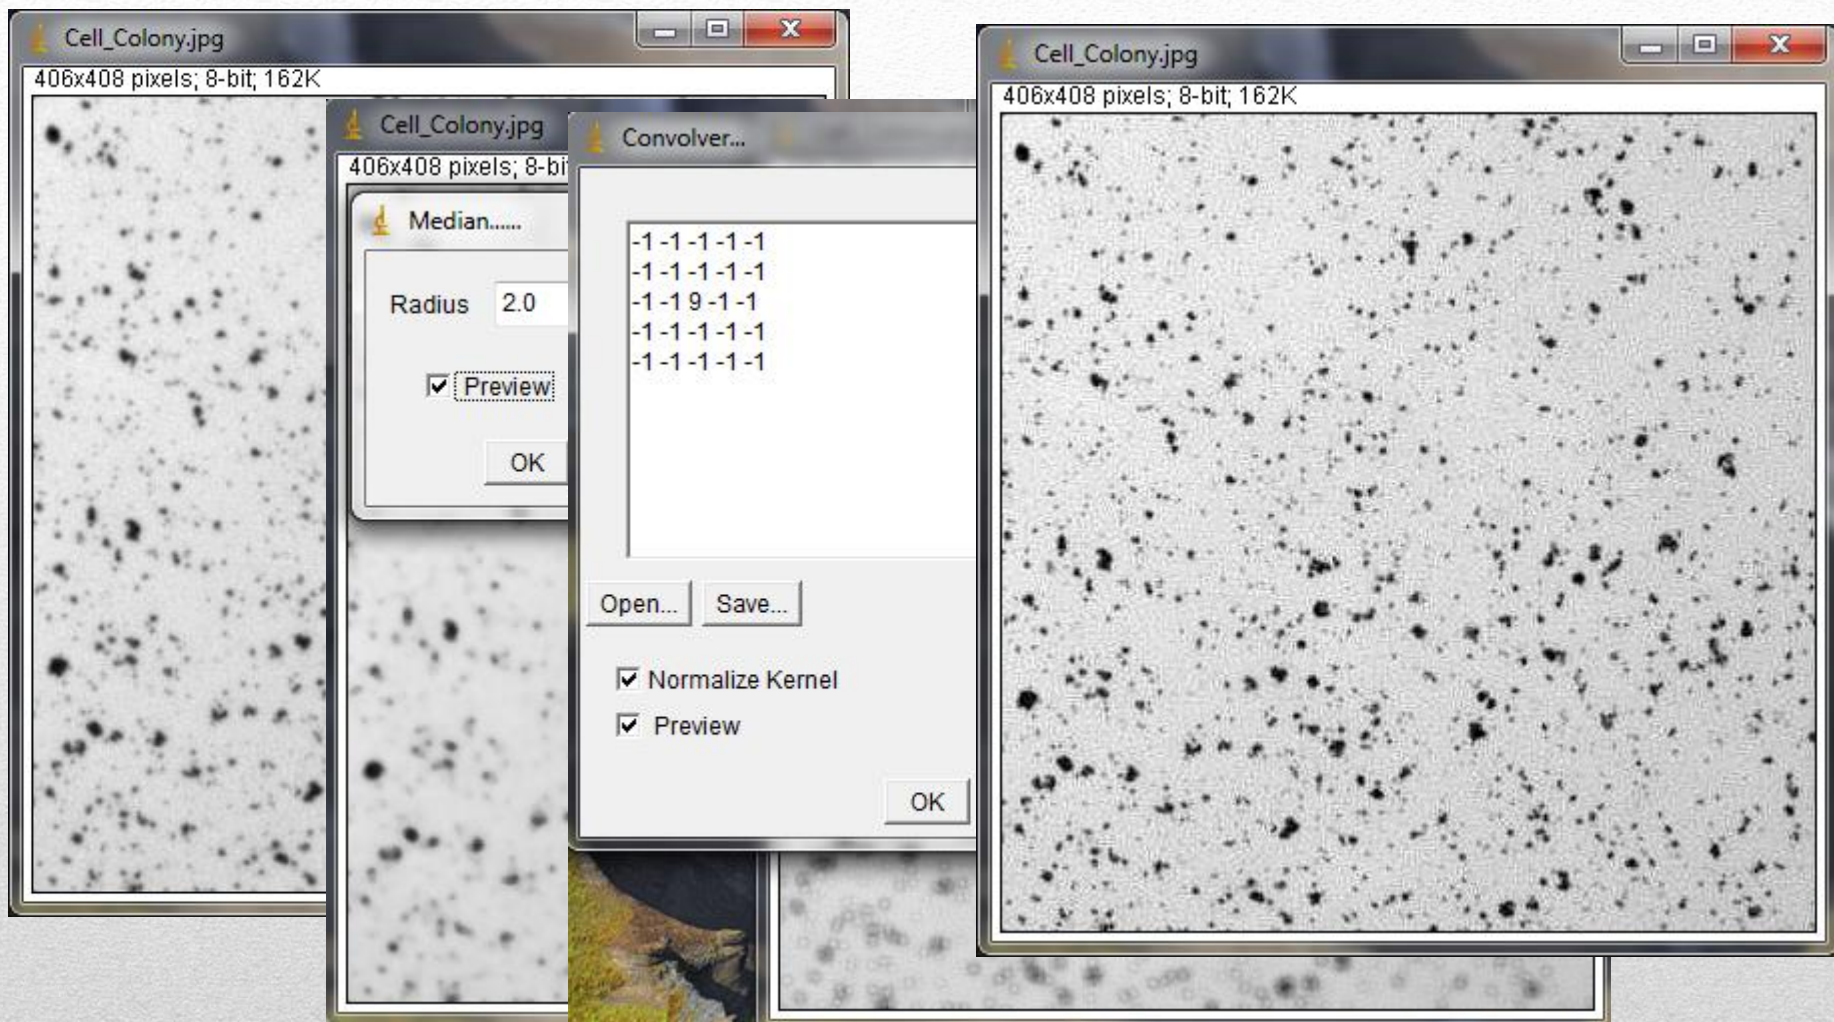 Cell_Colony.jpg
406x408 pixels; 8-bit; 162K
Cell_Colony.jpg
406x408 pixels; 8-bi
Median......
Radius 2.0
Preview
OK
Convolver...
-1 -1 -1 -1 -1
-1 -1 -1 -1 -1
-1 -1 9 -1 -1
-1 -1 -1 -1 -1
-1 -1 -1 -1 -1
Open... Save...
Normalize Kernel
Preview
OK
Cell_Colony.jpg
406x408 pixels; 8-bit; 162K